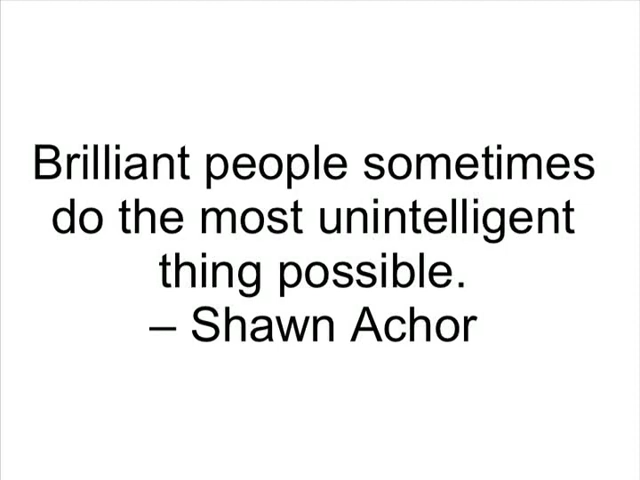 Brilliant people sometimes
do the most unintelligent
thing possible.
– Shawn Achor